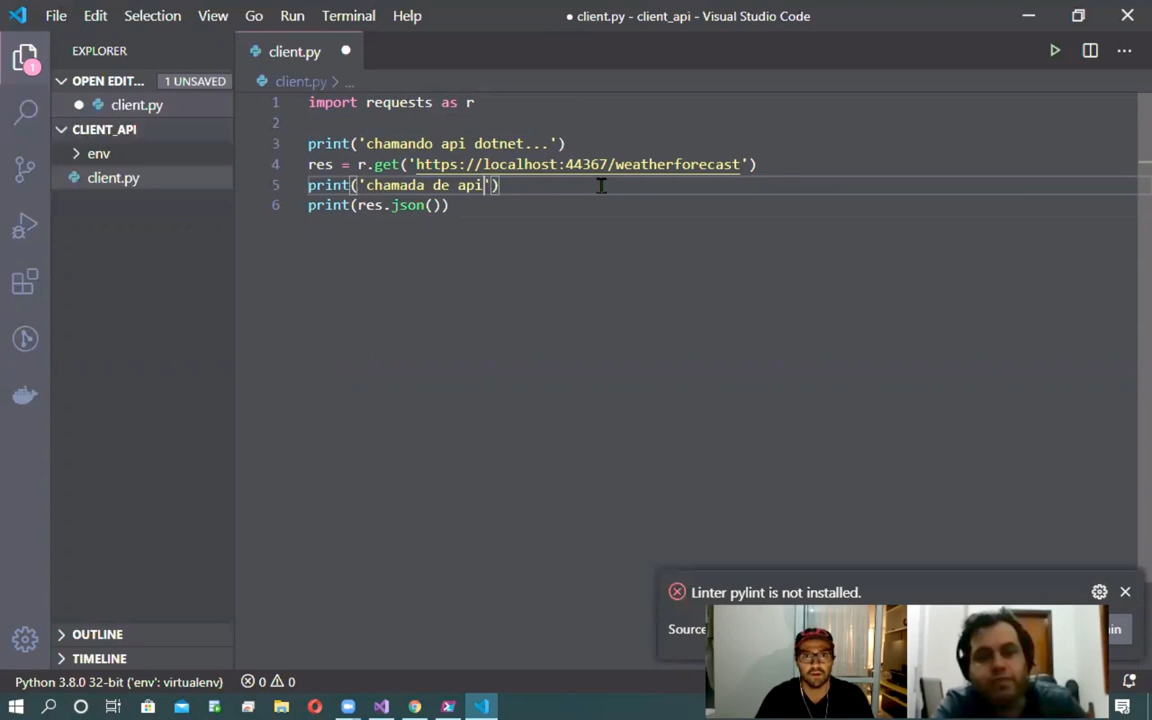 File Edit Selection View Go Run Terminal Help
● client.py - client_api - Visual Studio Code
EXPLORER
client.py ●
OPEN EDIT... 1 UNSAVED
client.py > ...
● client.py
1 import requests as r
CLIENT_API
2
3 print('chamando api dotnet...')
env
4 res = r.get('https://localhost:44367/weatherforecast')
client.py
5 print('chamada de api')
6 print(res.json())
1
Linter pylint is not installed.
Source
in
OUTLINE
TIMELINE
Python 3.8.0 32-bit ('env': virtualenv) 0 0